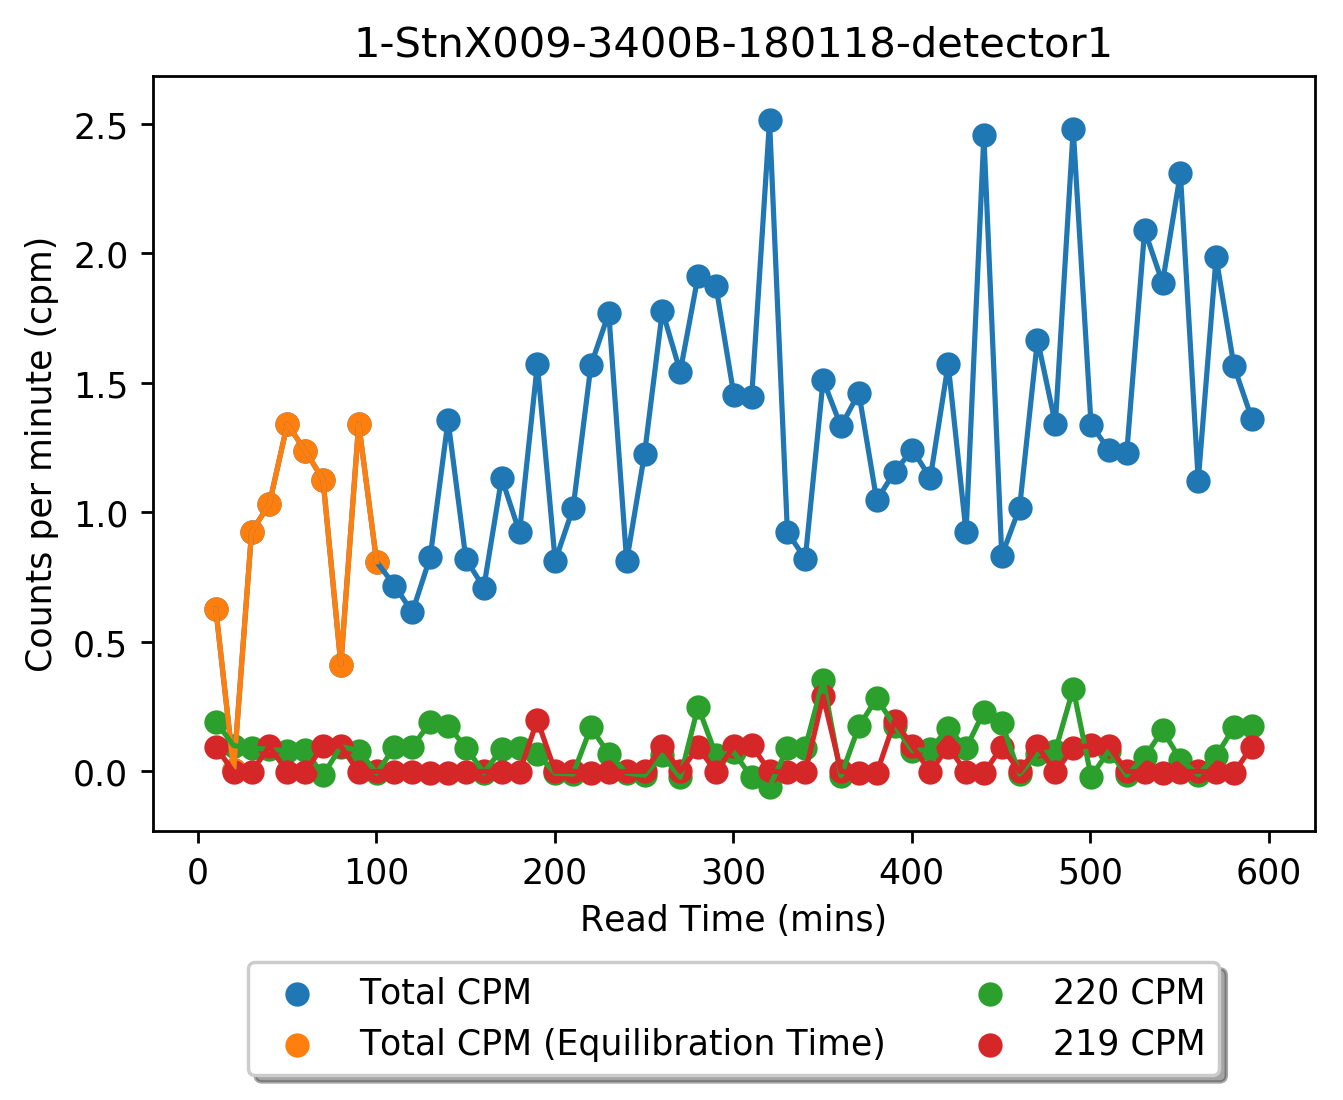 1-StnX009-3400B-180118-detector1
2.5
2.0
1.5
1.0
0.5
0.0
Counts per minute (cpm)
0 100 200 300 400 500 600
Read Time (mins)
Total CPM
Total CPM (Equilibration Time)
220 CPM
219 CPM